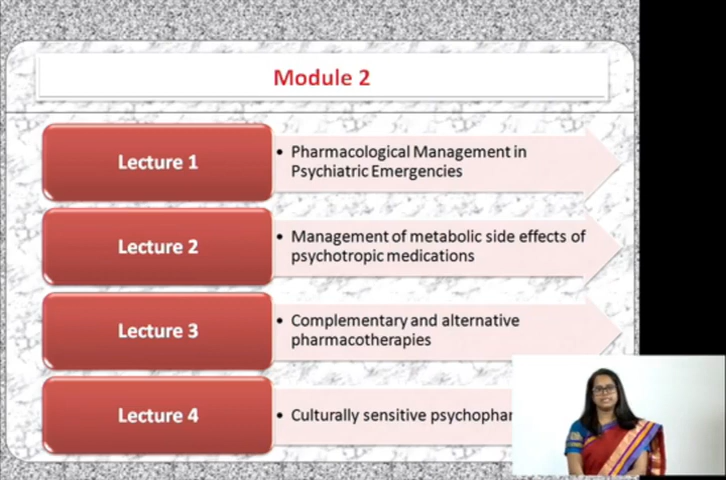 Module 2
Lecture 1
• Pharmacological Management in
Psychiatric Emergencies
Lecture 2
• Management of metabolic side effects of
psychotropic medications
Lecture 3
• Complementary and alternative
pharmacotherapies
Lecture 4
• Culturally sensitive